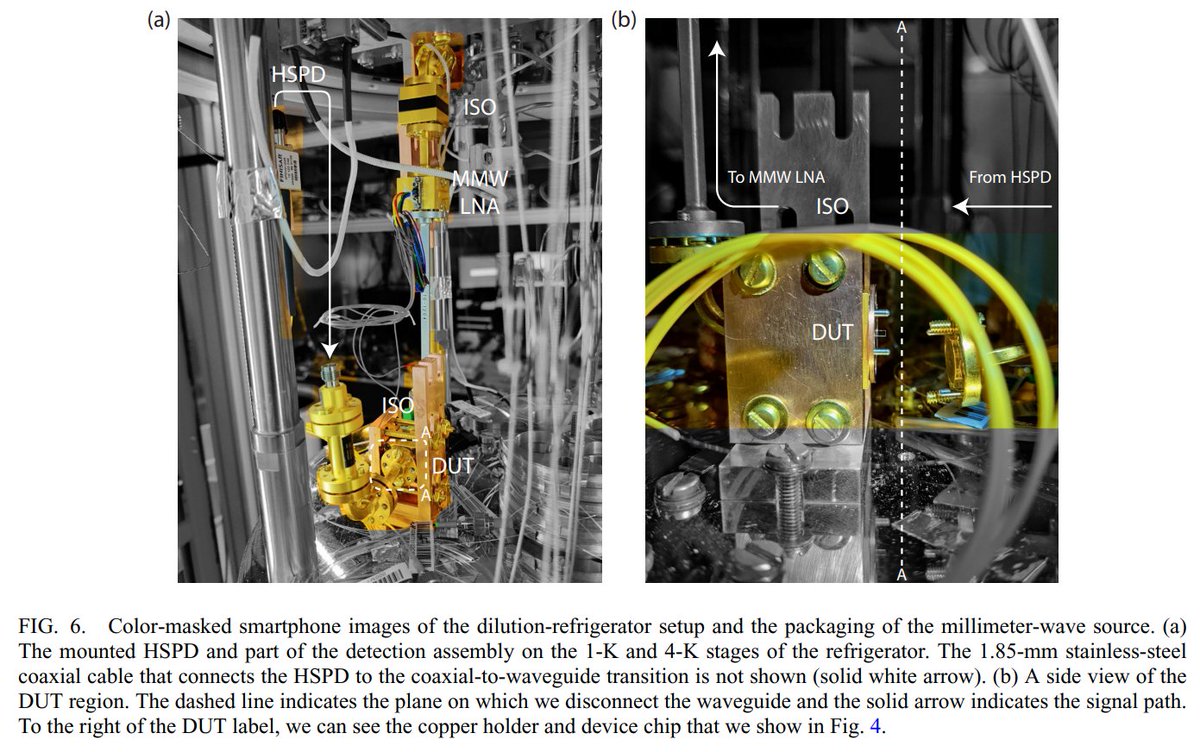 (a)
HSPD
ISO
MMW
LNA
ISO
A
DUT
A
FINISAR
(b)
A
To MMW LNA
From HSPD
ISO
DUT
A
FIG. 6. Color-masked smartphone images of the dilution-refrigerator setup and the packaging of the millimeter-wave source. (a)
The mounted HSPD and part of the detection assembly on the 1-K and 4-K stages of the refrigerator. The 1.85-mm stainless-steel
coaxial cable that connects the HSPD to the coaxial-to-waveguide transition is not shown (solid white arrow). (b) A side view of the
DUT region. The dashed line indicates the plane on which we disconnect the waveguide and the solid arrow indicates the signal path.
To the right of the DUT label, we can see the copper holder and device chip that we show in Fig. 4.